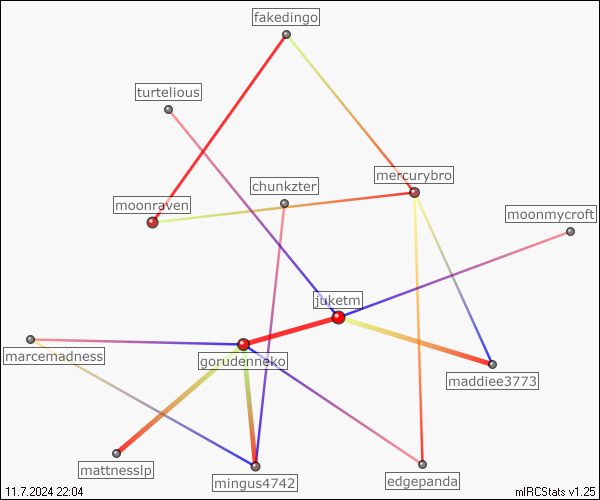 fakedingo
turtelious
mercurybro
chunkzter
moonraven
moonmycroft
juketm
marcemadness
gorudenneko
maddiee3773
mattnesslp
mingus4742
edgepanda
11.7.2024 22:04
mIRCStats v1.25